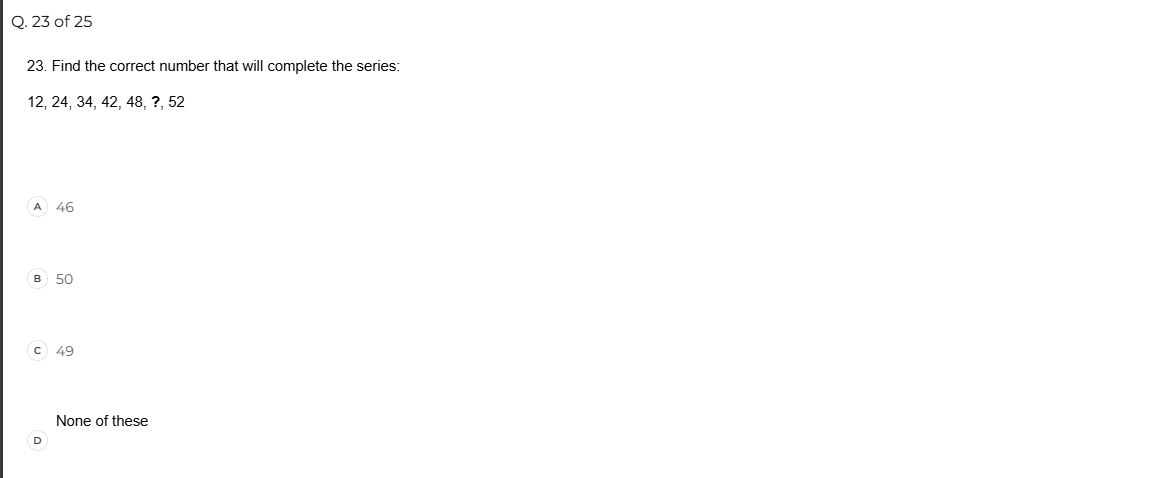 Q. 23 of 25
23. Find the correct number that will complete the series:
12, 24, 34, 42, 48, ?, 52
A 46
B 50
C 49
None of these
D